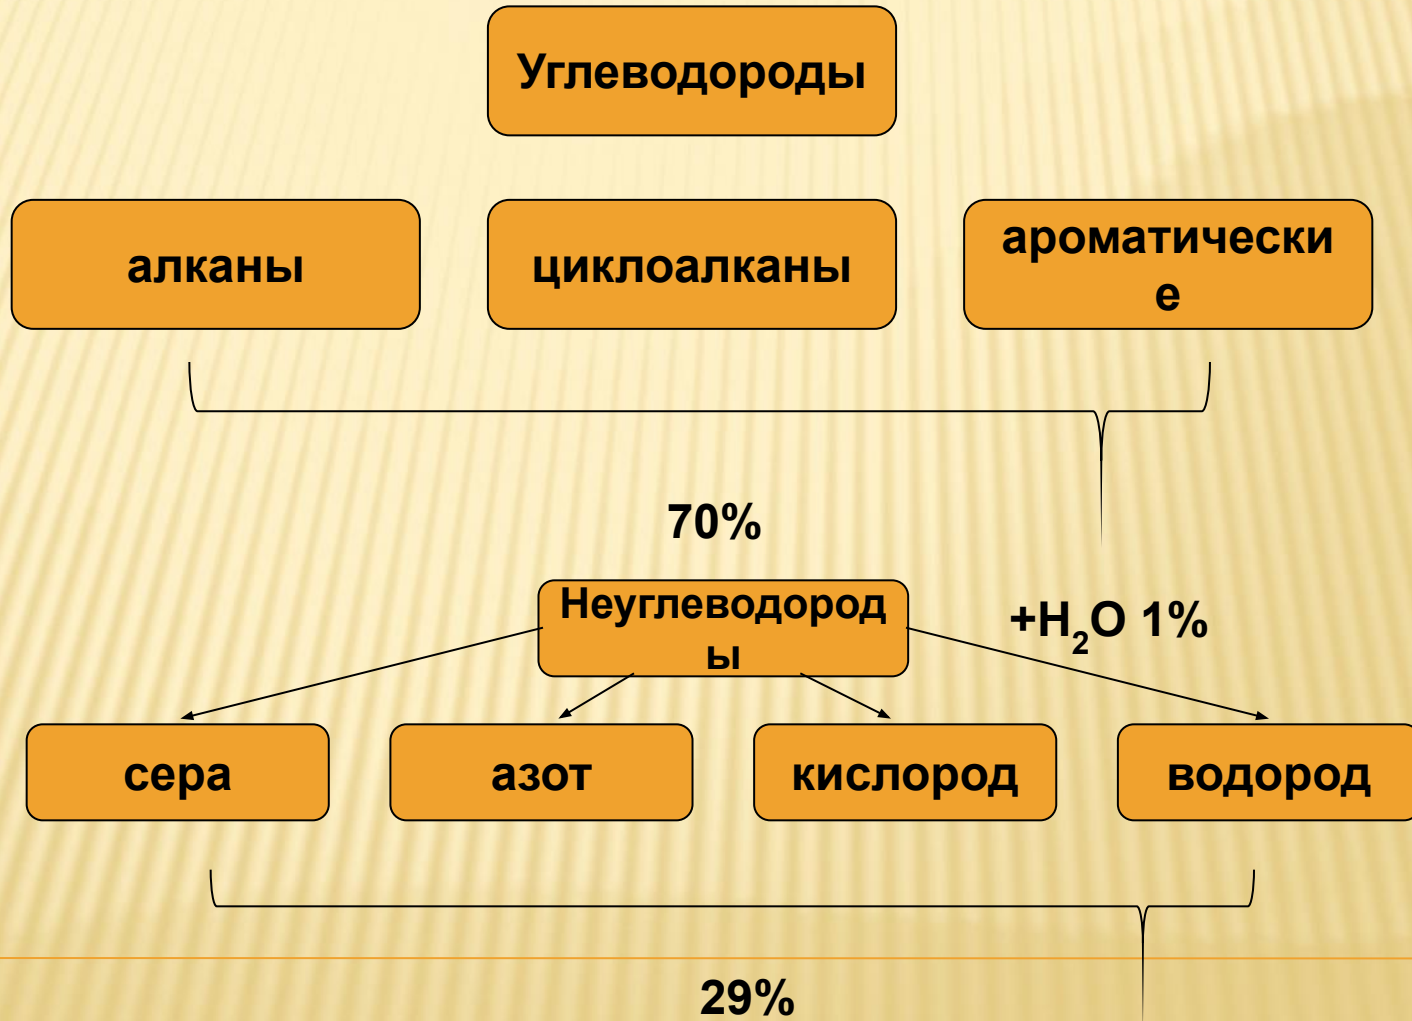 Углеводороды
алканы
циклоалканы
ароматически
е
70%
Неуглеводород
ы
+H₂O 1%
сера
азот
кислород
водород
29%